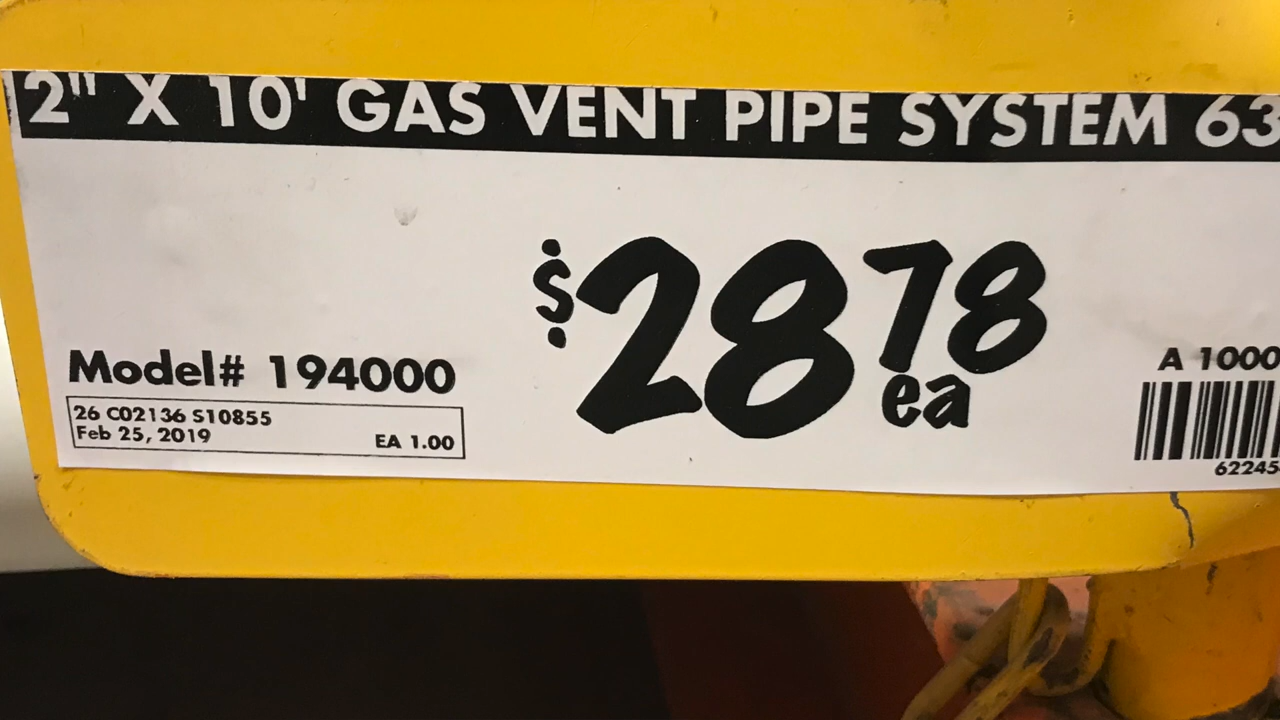 2" X 10' GAS VENT PIPE SYSTEM 63
$28 78
ea
Model# 194000
26 C02136 S10855
Feb 25, 2019 EA 1.00
A 1000
62245